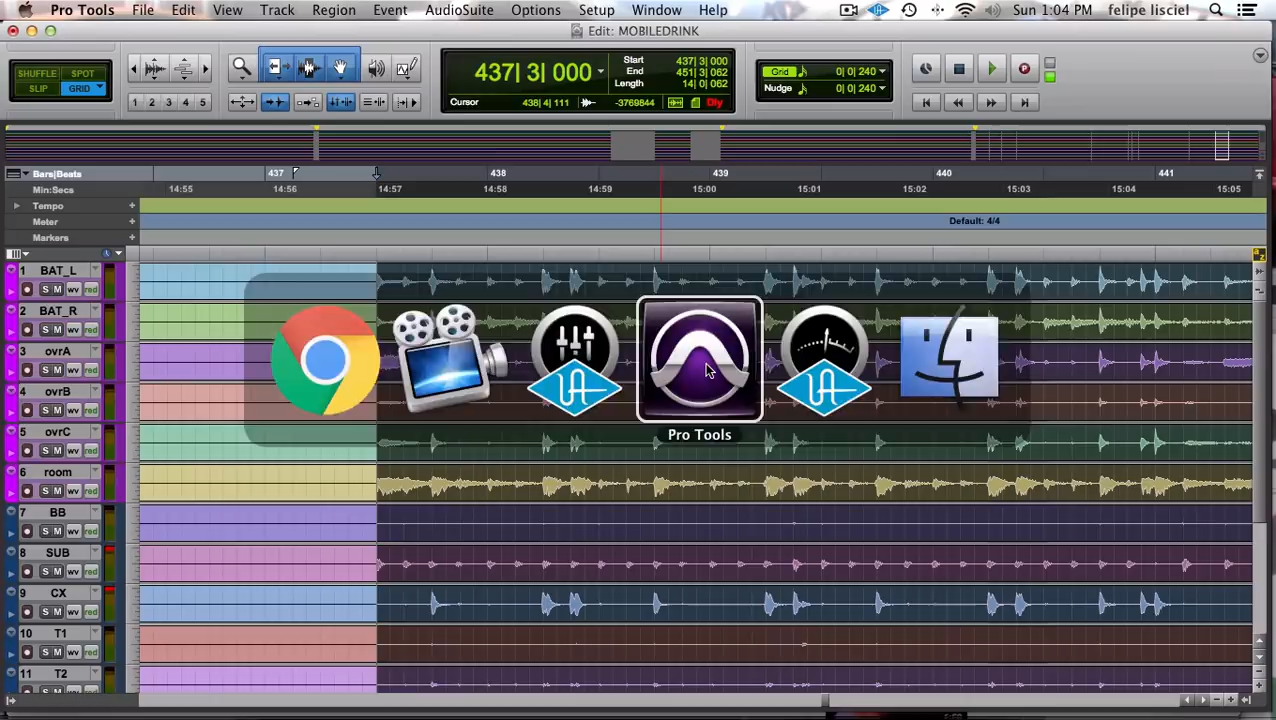 Pro Tools File Edit View Track Region Event AudioSuite Options Setup Window Help Sun 1:04 PM felipe lisciel
Edit: MOBILEDRINK
SHUFFLE SPOT
SLIP GRID
1 2 3 4 5
437| 3| 000
Start 437| 3| 000
End 451| 3| 062
Length 14| 0| 062
Cursor 438| 4| 111 -3769844 Dly
Grid 0| 0| 240
Nudge 0| 0| 240
Bars|Beats 437 438 439 440 441
Min:Secs 14:55 14:56 14:57 14:58 14:59 15:00 15:01 15:02 15:03 15:04 15:05
Tempo
Meter Default: 4/4
Markers
1 BAT_L
S M wv red
2 BAT_R
S M wv red
3 ovrA
S M wv red
4 ovrB
S M wv red
5 ovrC
S M wv red
6 room
S M wv red
7 BB
S M wv red
8 SUB
S M wv red
9 CX
S M wv red
10 T1
S M wv red
11 T2
S M wv red
Pro Tools